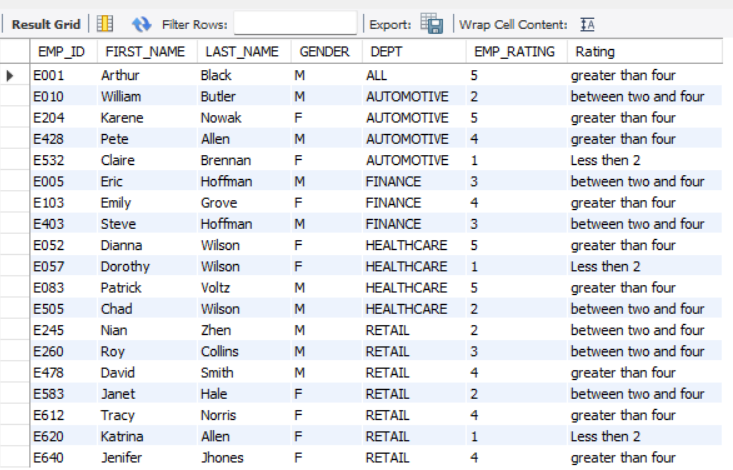 Result Grid Filter Rows: Export: Wrap Cell Content: IA
EMP_ID FIRST_NAME LAST_NAME GENDER DEPT EMP_RATING Rating
E001 Arthur Black M ALL 5 greater than four
E010 William Butler M AUTOMOTIVE 2 between two and four
E204 Karene Nowak F AUTOMOTIVE 5 greater than four
E428 Pete Allen M AUTOMOTIVE 4 greater than four
E532 Claire Brennan F AUTOMOTIVE 1 Less then 2
E005 Eric Hoffman M FINANCE 3 between two and four
E103 Emily Grove F FINANCE 4 greater than four
E403 Steve Hoffman M FINANCE 3 between two and four
E052 Dianna Wilson F HEALTHCARE 5 greater than four
E057 Dorothy Wilson F HEALTHCARE 1 Less then 2
E083 Patrick Voltz M HEALTHCARE 5 greater than four
E505 Chad Wilson M HEALTHCARE 2 between two and four
E245 Nian Zhen M RETAIL 2 between two and four
E260 Roy Collins M RETAIL 3 between two and four
E478 David Smith M RETAIL 4 greater than four
E583 Janet Hale F RETAIL 2 between two and four
E612 Tracy Norris F RETAIL 4 greater than four
E620 Katrina Allen F RETAIL 1 Less then 2
E640 Jenifer Jhones F RETAIL 4 greater than four